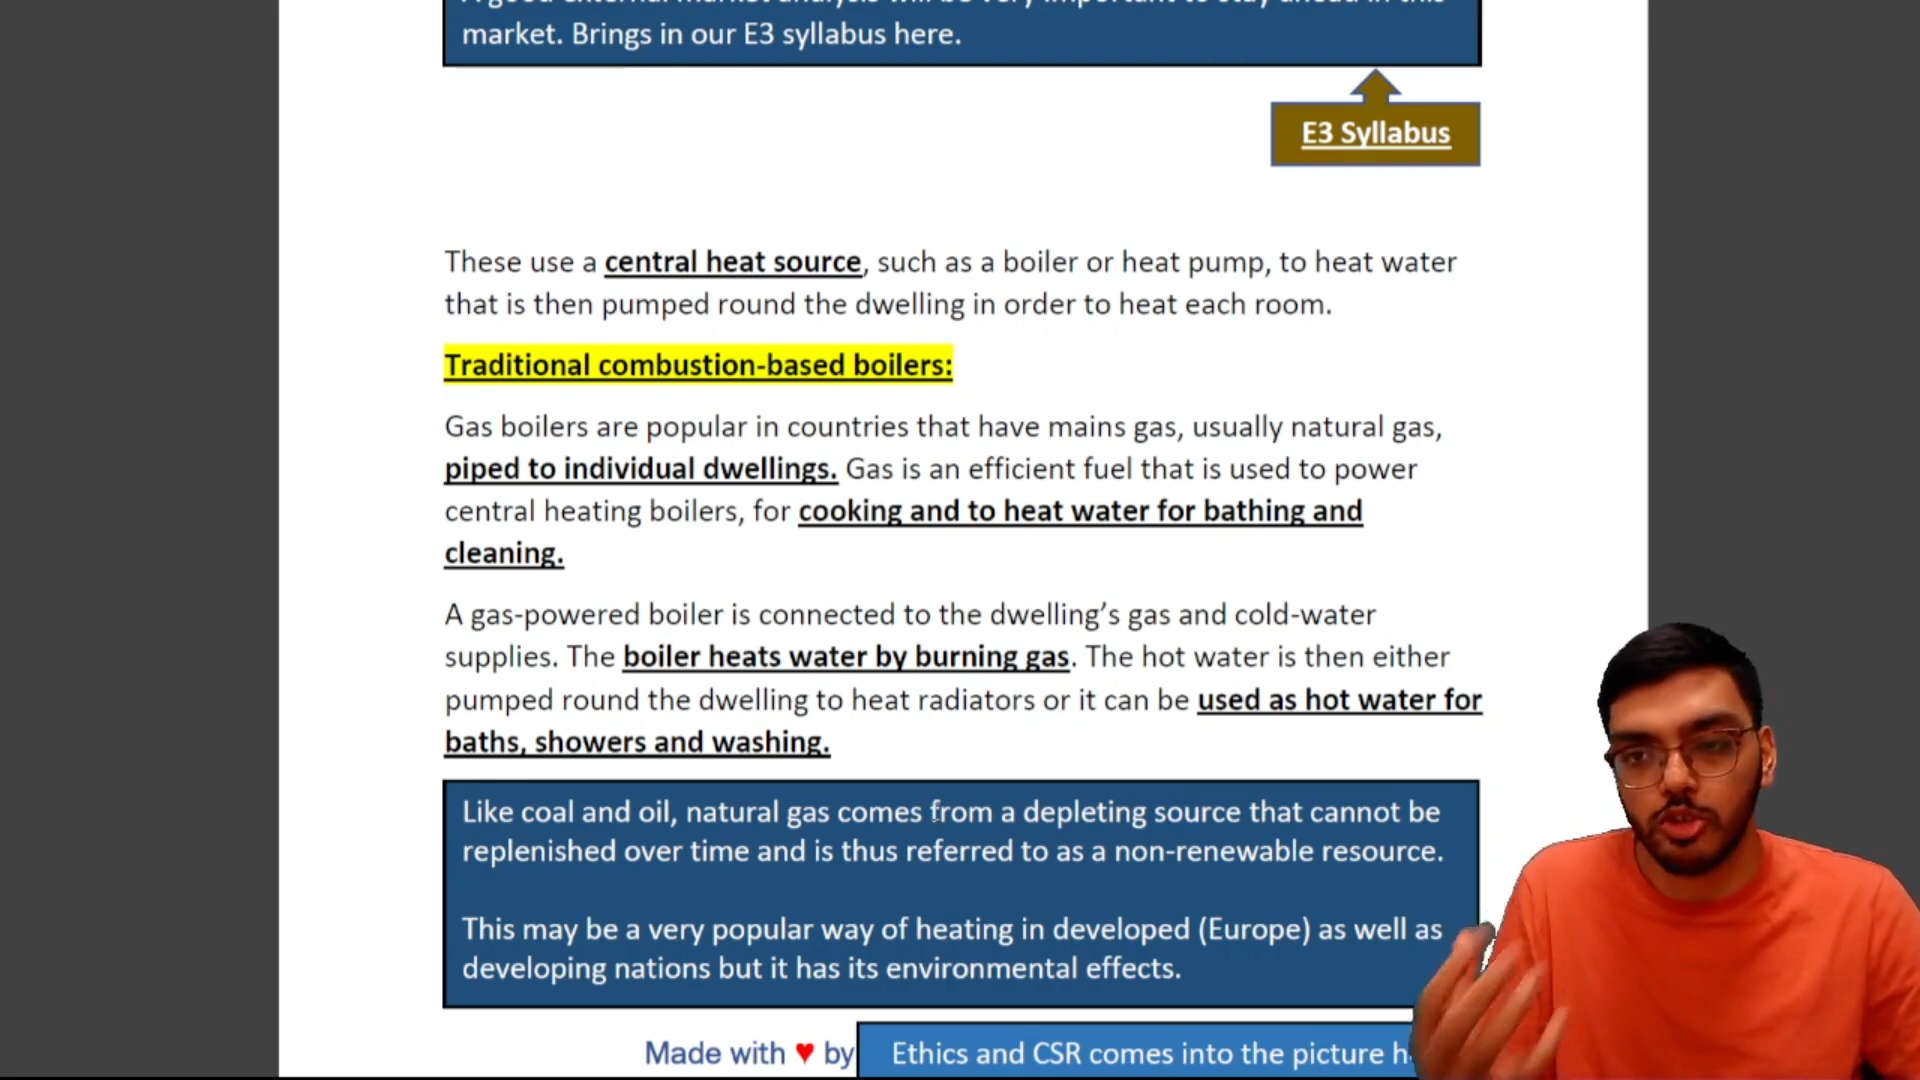 market. Brings in our E3 syllabus here.
E3 Syllabus
These use a central heat source, such as a boiler or heat pump, to heat water
that is then pumped round the dwelling in order to heat each room.
Traditional combustion-based boilers:
Gas boilers are popular in countries that have mains gas, usually natural gas,
piped to individual dwellings. Gas is an efficient fuel that is used to power
central heating boilers, for cooking and to heat water for bathing and
cleaning.
A gas-powered boiler is connected to the dwelling’s gas and cold-water
supplies. The boiler heats water by burning gas. The hot water is then either
pumped round the dwelling to heat radiators or it can be used as hot water for
baths, showers and washing.
Like coal and oil, natural gas comes from a depleting source that cannot be
replenished over time and is thus referred to as a non-renewable resource.
This may be a very popular way of heating in developed (Europe) as well as
developing nations but it has its environmental effects.
Made with ♥ by
Ethics and CSR comes into the picture